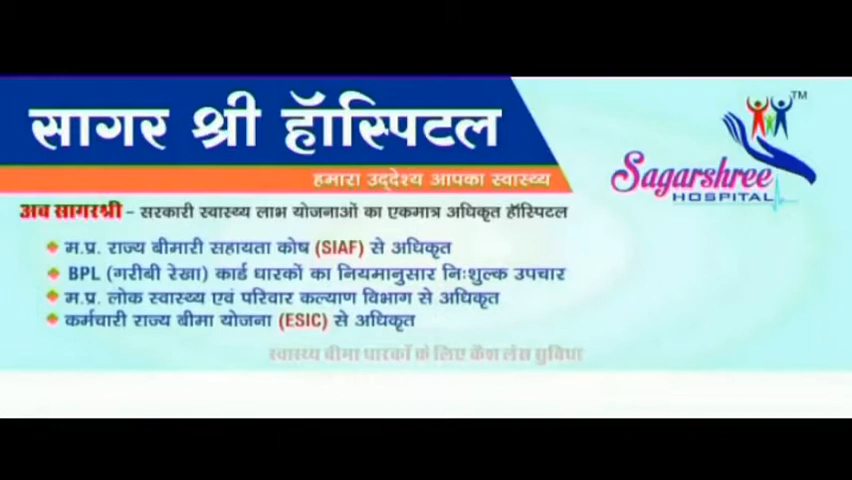 सागर श्री हॉस्पिटल
हमारा उद्देश्य आपका स्वास्थ्य
TM
Sagarshree
HOSPITAL
अब सागरश्री - सरकारी स्वास्थ्य लाभ योजनाओं का एकमात्र अधिकृत हॉस्पिटल
म.प्र. राज्य बीमारी सहायता कोष (SIAF) से अधिकृत
BPL (गरीबी रेखा) कार्ड धारकों का नियमानुसार निःशुल्क उपचार
म.प्र. लोक स्वास्थ्य एवं परिवार कल्याण विभाग से अधिकृत
कर्मचारी राज्य बीमा योजना (ESIC) से अधिकृत
स्वास्थ्य बीमा धारकों के लिए कैश लेस सुविधा